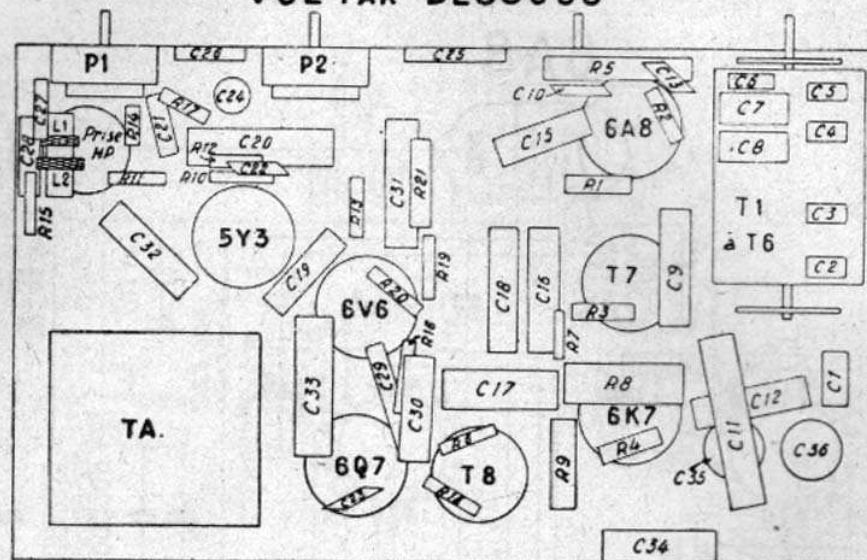 VUE PAR DESSOUS
P1
C26
P2
C25
R5
C13
C6
C5
C27
C24
C10
R2
C7
L1
Prise HP
R14
C21
R17
C15
6A8
C4
C28
R12
C20
C8
L2
R11
R10
C22
C31
R21
R1
R15
R13
T1
à T6
C3
C32
5Y3
C19
R19
T7
C9
C2
6V6
R20
C18
C16
R3
R7
C33
C29
R18
C30
C17
R8
C11
C12
C1
TA.
6K7
R4
6Q7
C23
R6
T8
R16
R9
C35
C36
C34